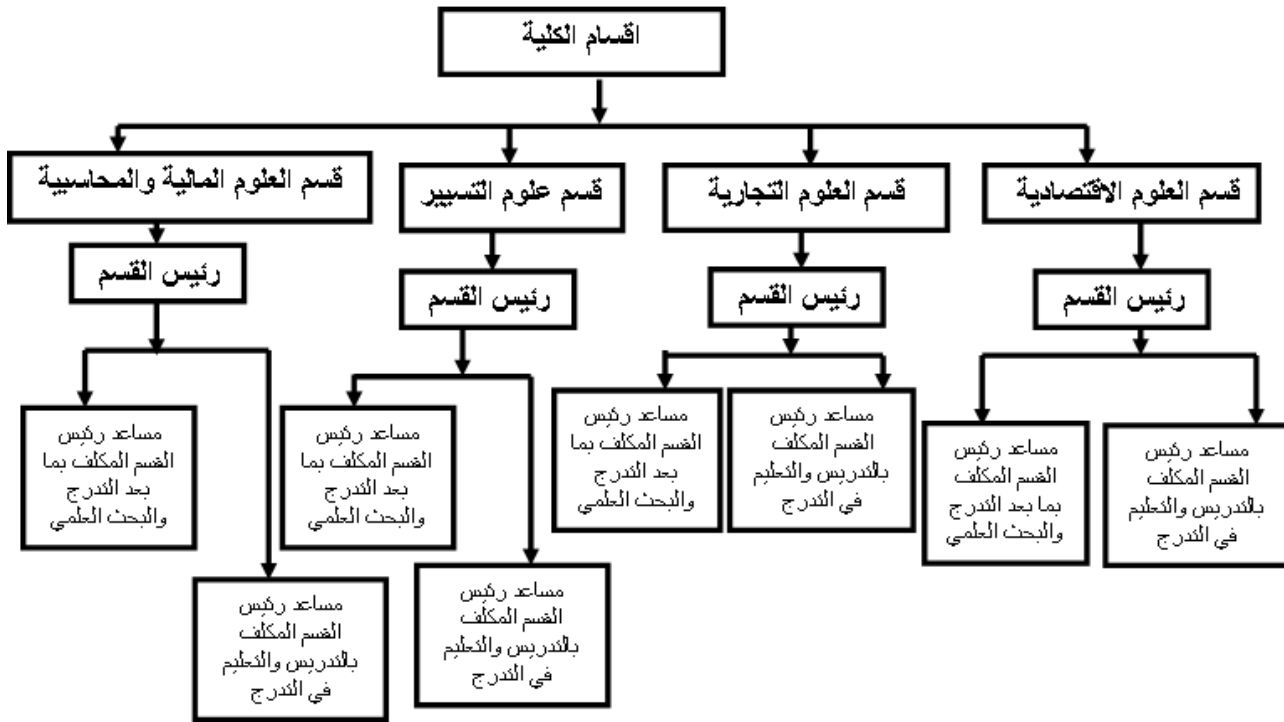 اقسام الكلية
قسم العلوم الاقتصادية
قسم العلوم التجارية
قسم علوم التسيير
قسم العلوم المالية والمحاسبية
رئيس القسم
رئيس القسم
رئيس القسم
رئيس القسم
مساعد رئيس
القسم المكلف
بالتدريس والتعليم
في التدرج
مساعد رئيس
القسم المكلف
بما بعد التدرج
والبحث العلمي
مساعد رئيس
القسم المكلف
بالتدريس والتعليم
في التدرج
مساعد رئيس
القسم المكلف بما
بعد التدرج
والبحث العلمي
مساعد رئيس
القسم المكلف
بالتدريس والتعليم
في التدرج
مساعد رئيس
القسم المكلف بما
بعد التدرج
والبحث العلمي
مساعد رئيس
القسم المكلف
بالتدريس والتعليم
في التدرج
مساعد رئيس
القسم المكلف بما
بعد التدرج
والبحث العلمي